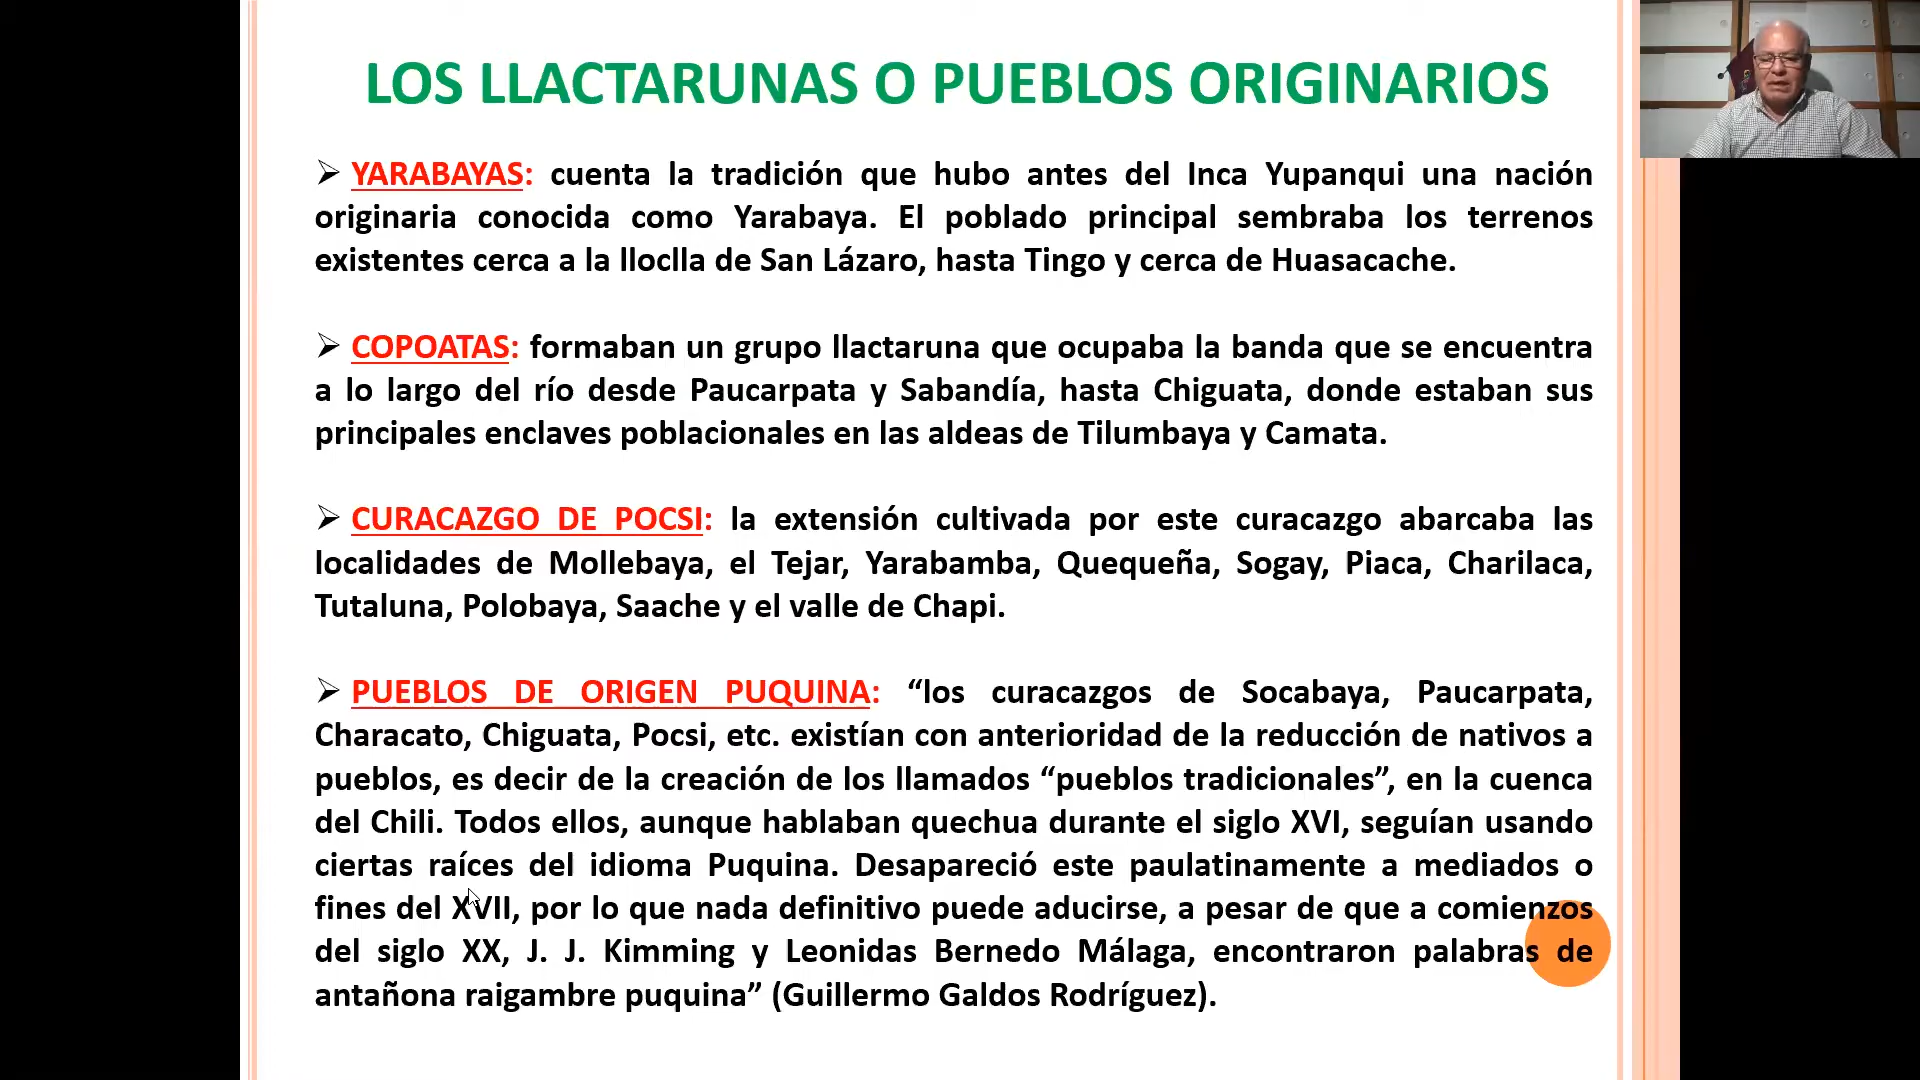 LOS LLACTARUNAS O PUEBLOS ORIGINARIOS
YARABAYAS: cuenta la tradición que hubo antes del Inca Yupanqui una nación
originaria conocida como Yarabaya. El poblado principal sembraba los terrenos
existentes cerca a la lloclla de San Lázaro, hasta Tingo y cerca de Huasacache.
COPOATAS: formaban un grupo llactaruna que ocupaba la banda que se encuentra
a lo largo del río desde Paucarpata y Sabandía, hasta Chiguata, donde estaban sus
principales enclaves poblacionales en las aldeas de Tilumbaya y Camata.
CURACAZGO DE POCSI: la extensión cultivada por este curacazgo abarcaba las
localidades de Mollebaya, el Tejar, Yarabamba, Quequeña, Sogay, Piaca, Charilaca,
Tutaluna, Polobaya, Saache y el valle de Chapi.
PUEBLOS DE ORIGEN PUQUINA: “los curacazgos de Socabaya, Paucarpata,
Characato, Chiguata, Pocsi, etc. existían con anterioridad de la reducción de nativos a
pueblos, es decir de la creación de los llamados “pueblos tradicionales”, en la cuenca
del Chili. Todos ellos, aunque hablaban quechua durante el siglo XVI, seguían usando
ciertas raíces del idioma Puquina. Desapareció este paulatinamente a mediados o
fines del XVII, por lo que nada definitivo puede aducirse, a pesar de que a comienzos
del siglo XX, J. J. Kimming y Leonidas Bernedo Málaga, encontraron palabras de
antañona raigambre puquina” (Guillermo Galdos Rodríguez).